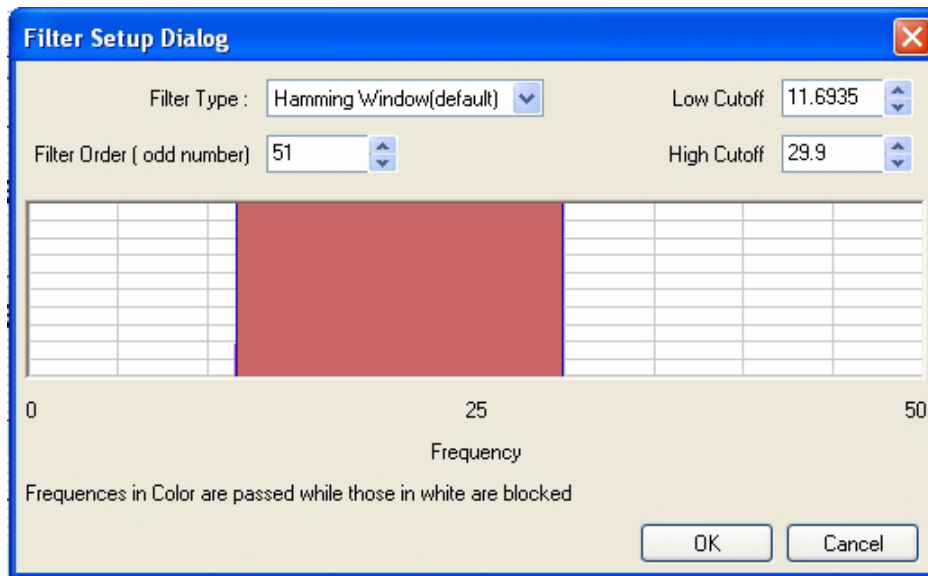 Filter Setup Dialog
Filter Type : Hamming Window(default) Low Cutoff 11.6935
Filter Order ( odd number) 51 High Cutoff 29.9
0 25 50
Frequency
Frequences in Color are passed while those in white are blocked
OK Cancel